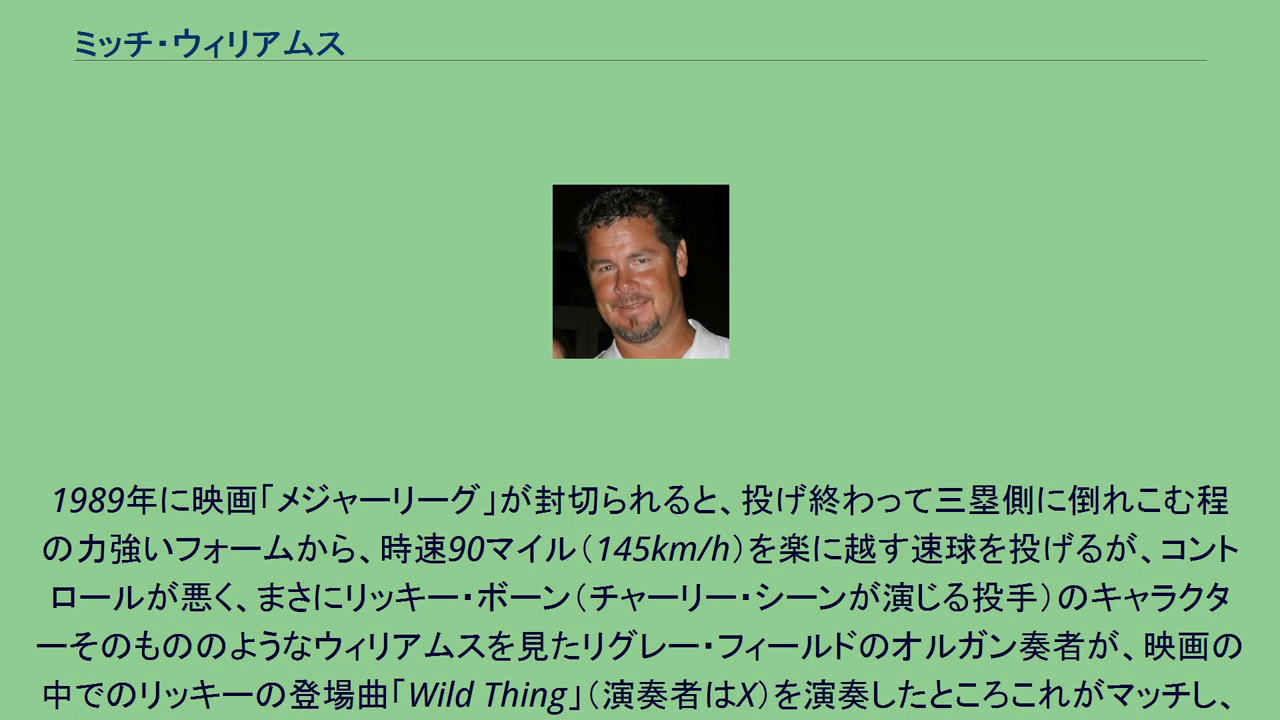 ミッチ・ウィリアムス
1989年に映画「メジャーリーグ」が封切られると、投げ終わって三塁側に倒れこむ程
の力強いフォームから、時速90マイル（145km/h）を楽に越す速球を投げるが、コント
ロールが悪く、まさにリッキー・ボーン（チャーリー・シーンが演じる投手）のキャラクタ
ーそのもののようなウィリアムスを見たリグレー・フィールドのオルガン奏者が、映画の
中でのリッキーの登場曲「Wild Thing」（演奏者はX）を演奏したところこれがマッチし、